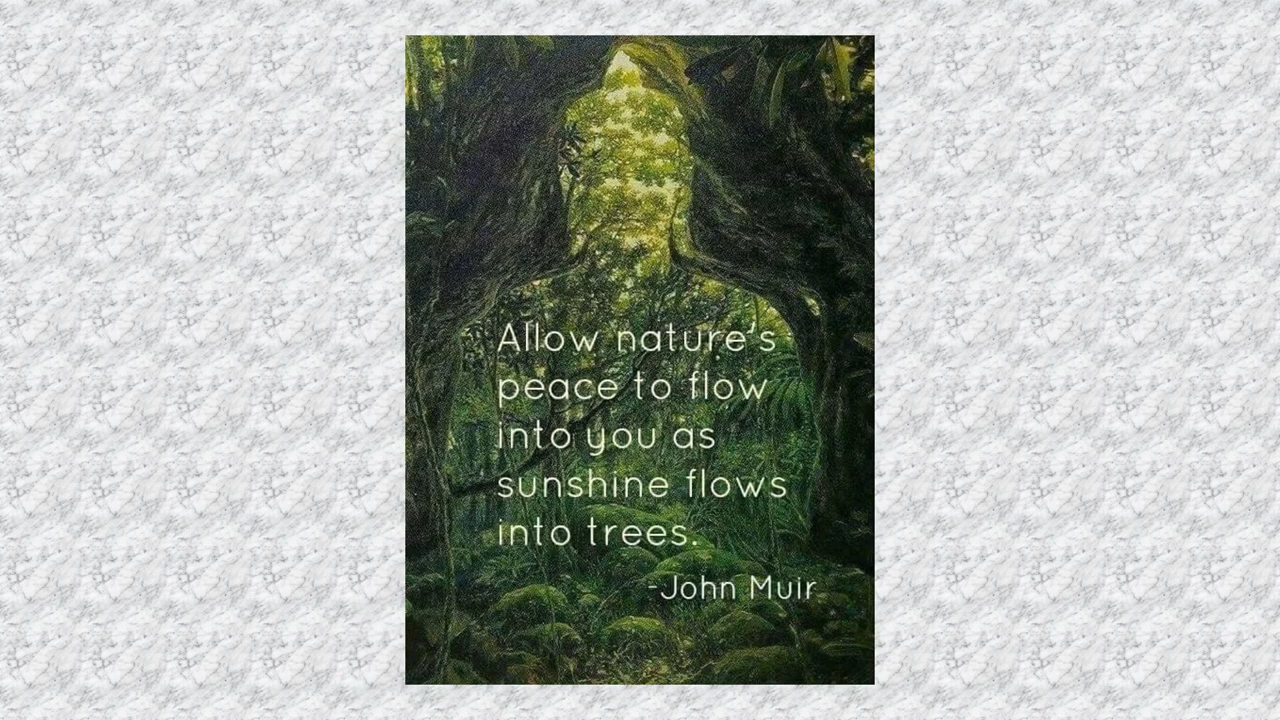 Allow nature's
peace to flow
into you as
sunshine flows
into trees.
-John Muir